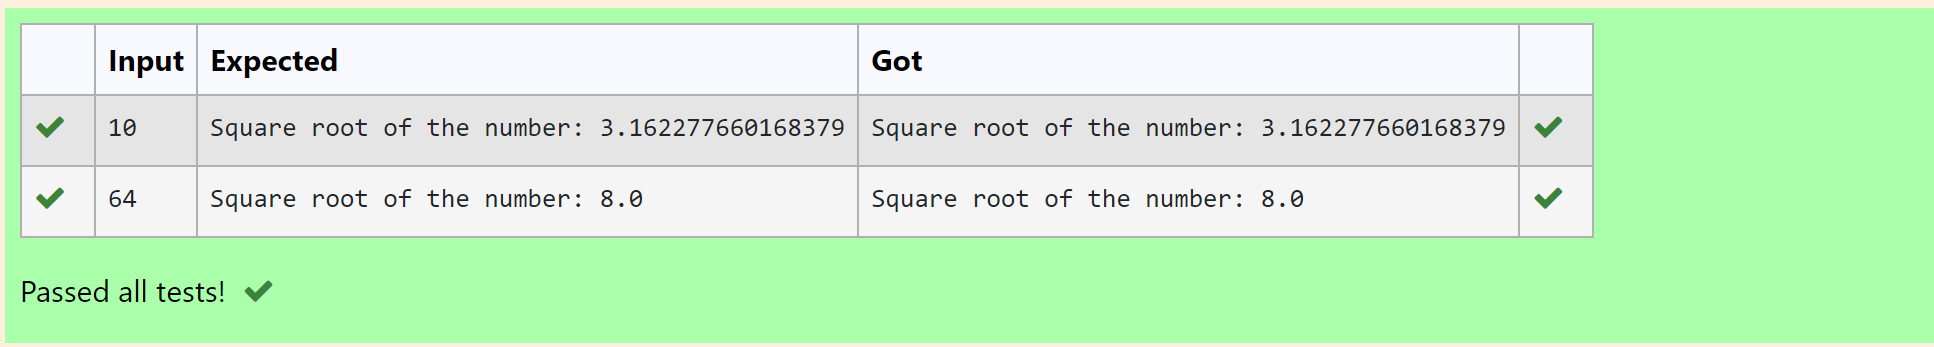 Input Expected Got
10 Square root of the number: 3.162277660168379 Square root of the number: 3.162277660168379
64 Square root of the number: 8.0 Square root of the number: 8.0
Passed all tests!